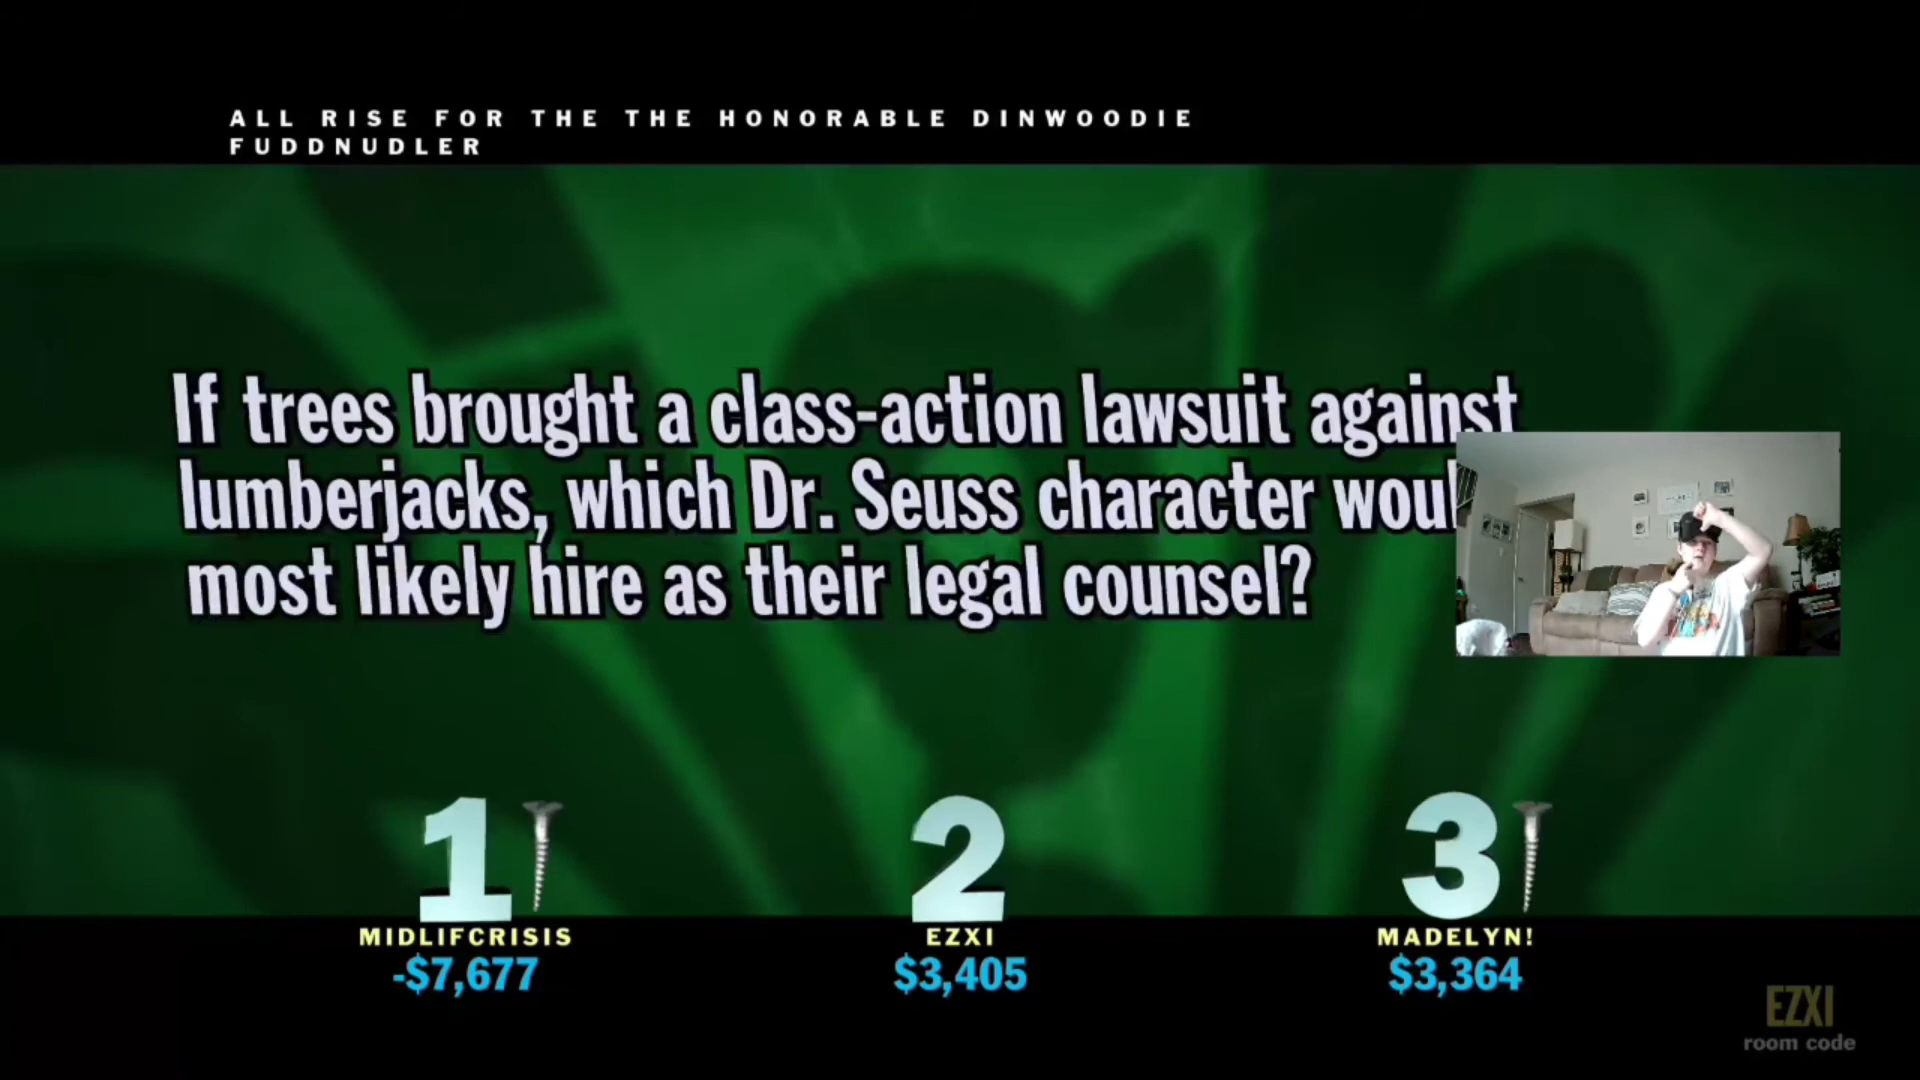 ALL RISE FOR THE THE HONORABLE DINWOODIE
FUDDNUDLER
If trees brought a class-action lawsuit against
lumberjacks, which Dr. Seuss character
most likely hire as their legal counsel?
1
2
3
MIDLIFCRISIS
EZXI
MADELYN!
-$7,677
$3,405
$3,364
EZXI
room code